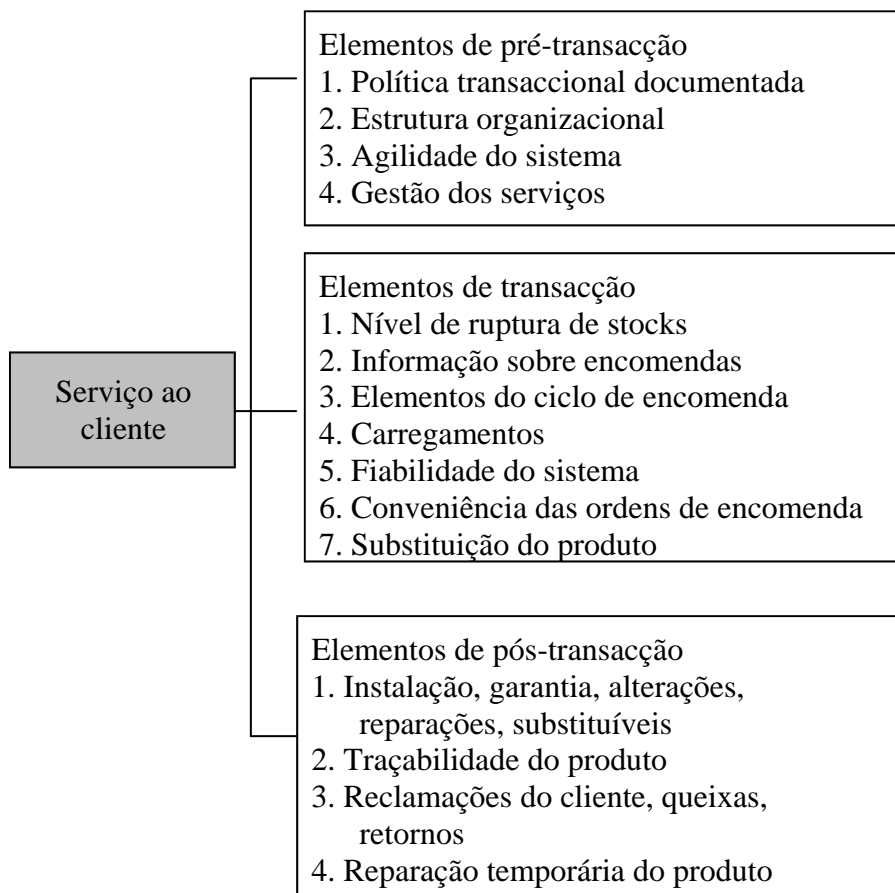 Elementos de pré-transacção
1. Política transaccional documentada
2. Estrutura organizacional
3. Agilidade do sistema
4. Gestão dos serviços
Elementos de transacção
1. Nível de ruptura de stocks
2. Informação sobre encomendas
3. Elementos do ciclo de encomenda
4. Carregamentos
5. Fiabilidade do sistema
6. Conveniência das ordens de encomenda
7. Substituição do produto
Serviço ao
cliente
Elementos de pós-transacção
1. Instalação, garantia, alterações,
reparações, substituíveis
2. Traçabilidade do produto
3. Reclamações do cliente, queixas,
retornos
4. Reparação temporária do produto